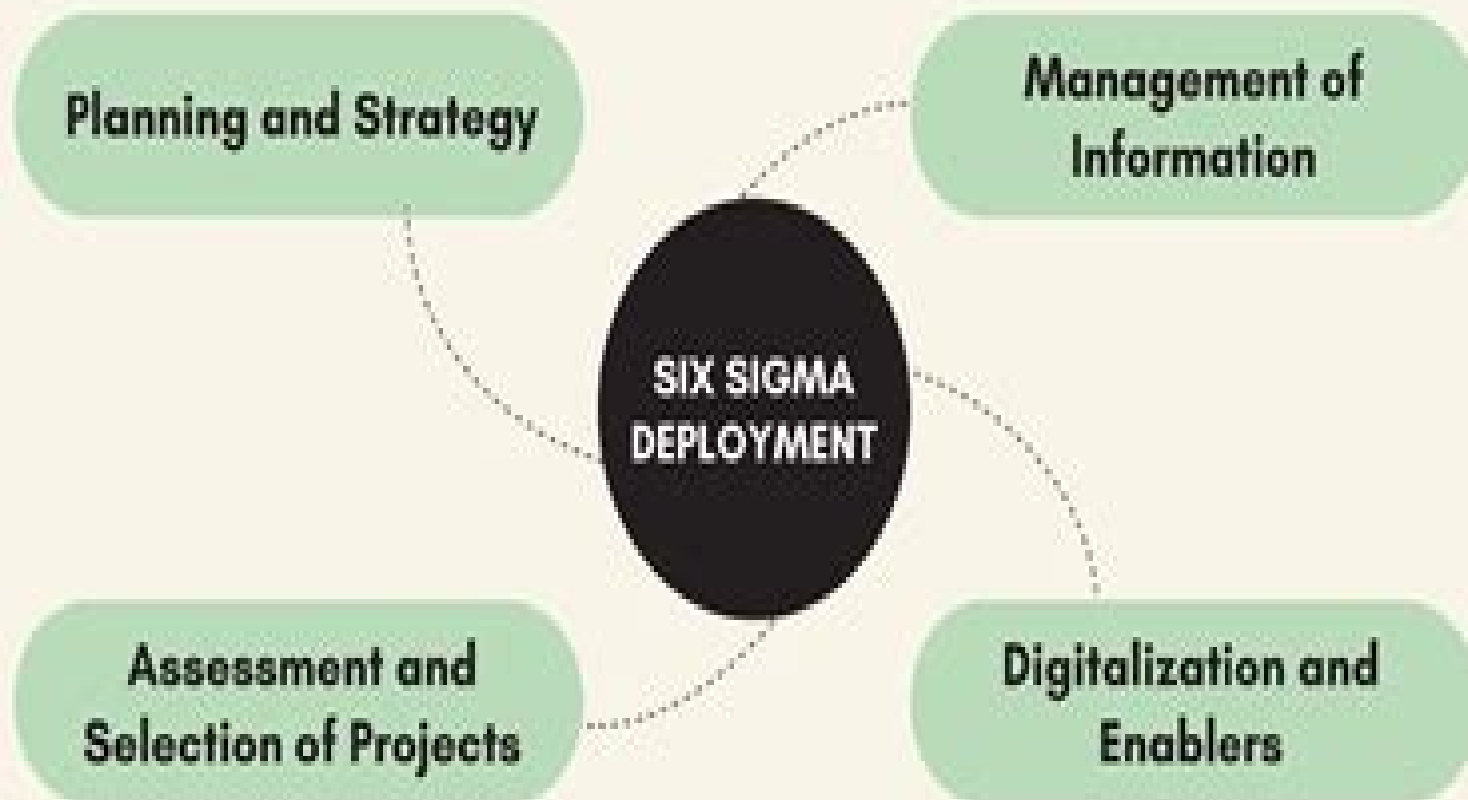 Planning and Strategy
Management of
Information
SIX SIGMA
DEPLOYMENT
Assessment and
Selection of Projects
Digitalization and
Enablers